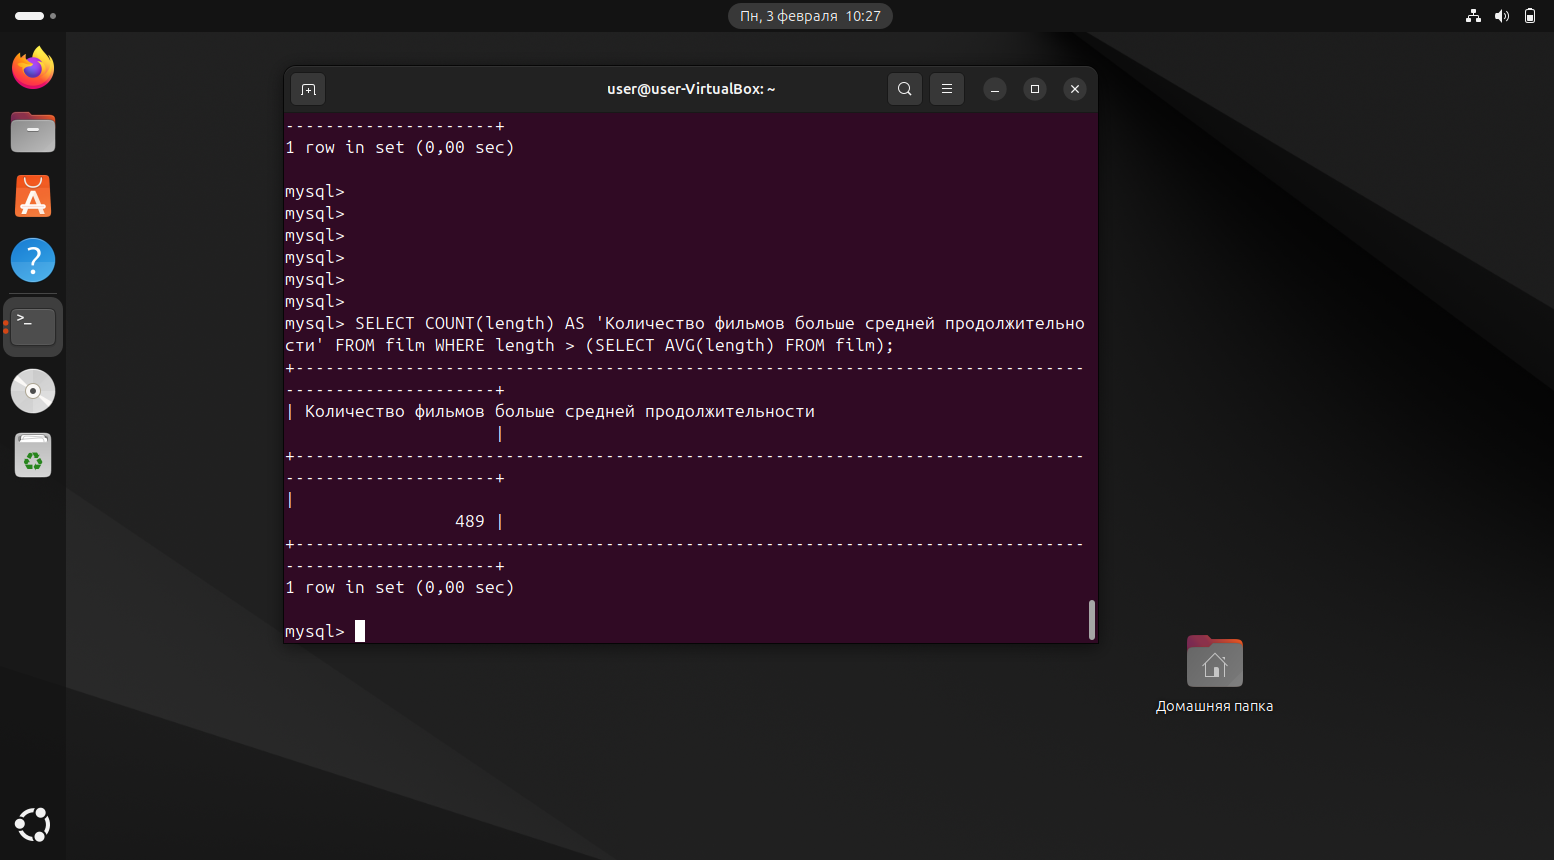 Пн, 3 февраля 10:27
user@user-VirtualBox: ~
---------------------+
1 row in set (0,00 sec)
mysql>
mysql>
mysql>
mysql>
mysql>
mysql>
mysql> SELECT COUNT(length) AS 'Количество фильмов больше средней продолжительно
сти' FROM film WHERE length > (SELECT AVG(length) FROM film);
+-------------------------------------------------------------------------------
---------------------+
| Количество фильмов больше средней продолжительности
                     |
+-------------------------------------------------------------------------------
---------------------+
|
                 489 |
+-------------------------------------------------------------------------------
---------------------+
1 row in set (0,00 sec)
mysql>
Домашняя папка